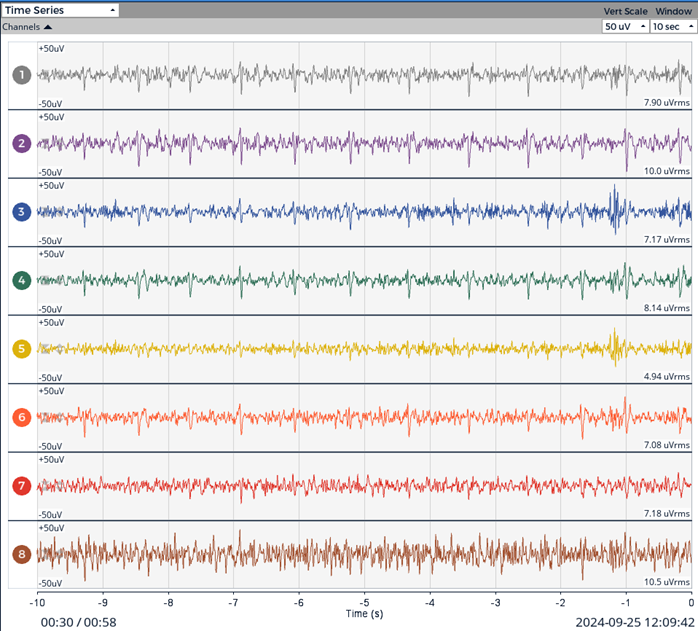 Time Series
Vert Scale Window
Channels
50 uV 10 sec
+50uV
1
-50uV
7.90 uVrms
+50uV
2
-50uV
10.0 uVrms
+50uV
3
-50uV
7.17 uVrms
+50uV
4
-50uV
8.14 uVrms
+50uV
5
-50uV
4.94 uVrms
+50uV
6
-50uV
7.08 uVrms
+50uV
7
-50uV
7.18 uVrms
+50uV
8
-50uV
10.5 uVrms
-10 -9 -8 -7 -6 -5 -4 -3 -2 -1 0
Time (s)
00:30 / 00:58
2024-09-25 12:09:42